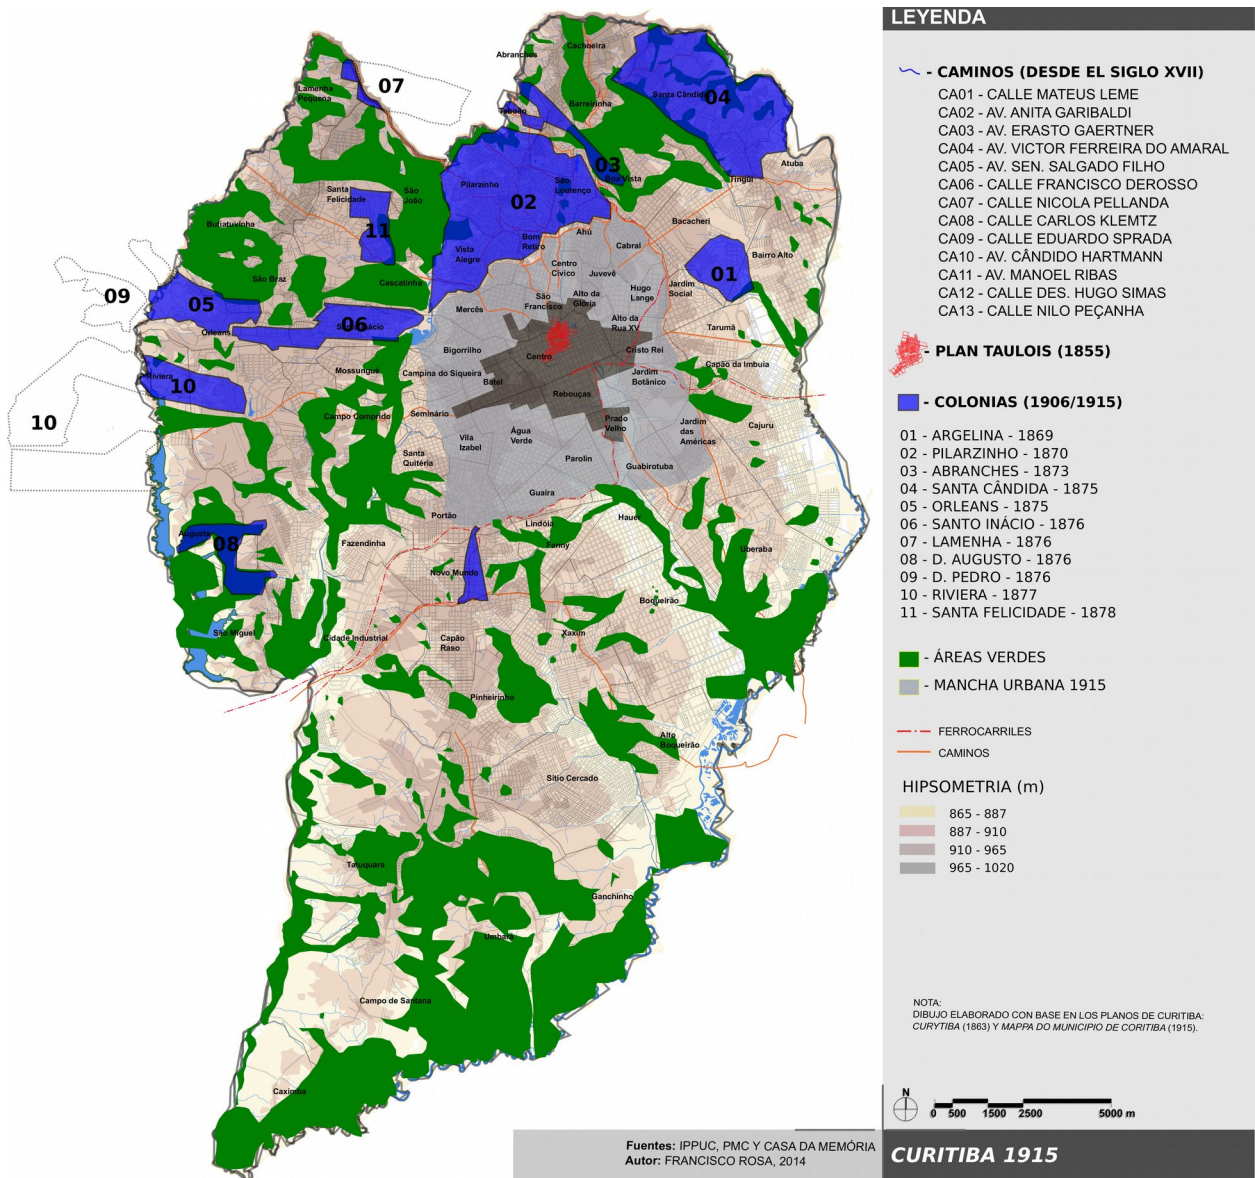 LEYENDA
- CAMINOS (DESDE EL SIGLO XVII)
CA01 - CALLE MATEUS LEME
CA02 - AV. ANITA GARIBALDI
CA03 - AV. ERASTO GAERTNER
CA04 - AV. VICTOR FERREIRA DO AMARAL
CA05 - AV. SEN. SALGADO FILHO
CA06 - CALLE FRANCISCO DEROSSO
CA07 - CALLE NICOLA PELLANDA
CA08 - CALLE CARLOS KLEMTZ
CA09 - CALLE EDUARDO SPRADA
CA10 - AV. CÂNDIDO HARTMANN
CA11 - AV. MANOEL RIBAS
CA12 - CALLE DES. HUGO SIMAS
CA13 - CALLE NILO PEÇANHA
- PLAN TAULOIS (1855)
- COLONIAS (1906/1915)
01 - ARGELINA - 1869
02 - PILARZINHO - 1870
03 - ABRANCHES - 1873
04 - SANTA CÂNDIDA - 1875
05 - ORLEANS - 1875
06 - SANTO INÁCIO - 1876
07 - LAMENHA - 1876
08 - D. AUGUSTO - 1876
09 - D. PEDRO - 1876
10 - RIVIERA - 1877
11 - SANTA FELICIDADE - 1878
- ÁREAS VERDES
- MANCHA URBANA 1915
FERROCARRILES
CAMINOS
HIPSOMETRIA (m)
865 - 887
887 - 910
910 - 965
965 - 1020
NOTA:
DIBUJO ELABORADO CON BASE EN LOS PLANOS DE CURITIBA:
CURYTIBA (1863) Y MAPPA DO MUNICIPIO DE CORITIBA (1915).
N
0 500 1500 2500 5000 m
CURITIBA 1915
Fuentes: IPPUC, PMC Y CASA DA MEMÓRIA
Autor: FRANCISCO ROSA, 2014
Cachoeira
Abranches
07
Lamenha
Pequena
Santa Cândida
04
Barreirinha
Taboão
Atuba
03
Boa Vista
Tingui
Pilarzinho
São
Lourenço
02
Santa
Felicidade
São
João
Butiatuvinha
11
Bacacheri
Ahú
Bom
Retiro
Cabral
Vista
Alegre
Bairro Alto
01
Centro
Cívico
Juvevê
São Braz
Cascatinha
Jardim
Social
Hugo
Lange
09
05
São
Francisco
Alto da
Glória
Mercês
Alto da
Rua XV
06
Tarumã
Orleans
Bigorrilho
Cristo Rei
Centro
Capão da Imbuia
Riviera
10
Mossunguê
Campina do Siqueira
Jardim
Botânico
Batel
Rebouças
10
Campo Comprido
Seminário
Prado
Velho
Jardim
das
Américas
Cajuru
Vila
Izabel
Água
Verde
Santa
Quitéria
Parolin
Guabirotuba
Guaíra
Portão
Hauer
Lindóia
Augusta
08
Fazendinha
Fanny
Uberaba
Novo Mundo
Boqueirão
São Miguel
Cidade Industrial
Capão
Raso
Xaxim
Pinheirinho
Alto
Boqueirão
Sítio Cercado
Tatuquara
Ganchinho
Umbará
Campo de Santana
Caximba